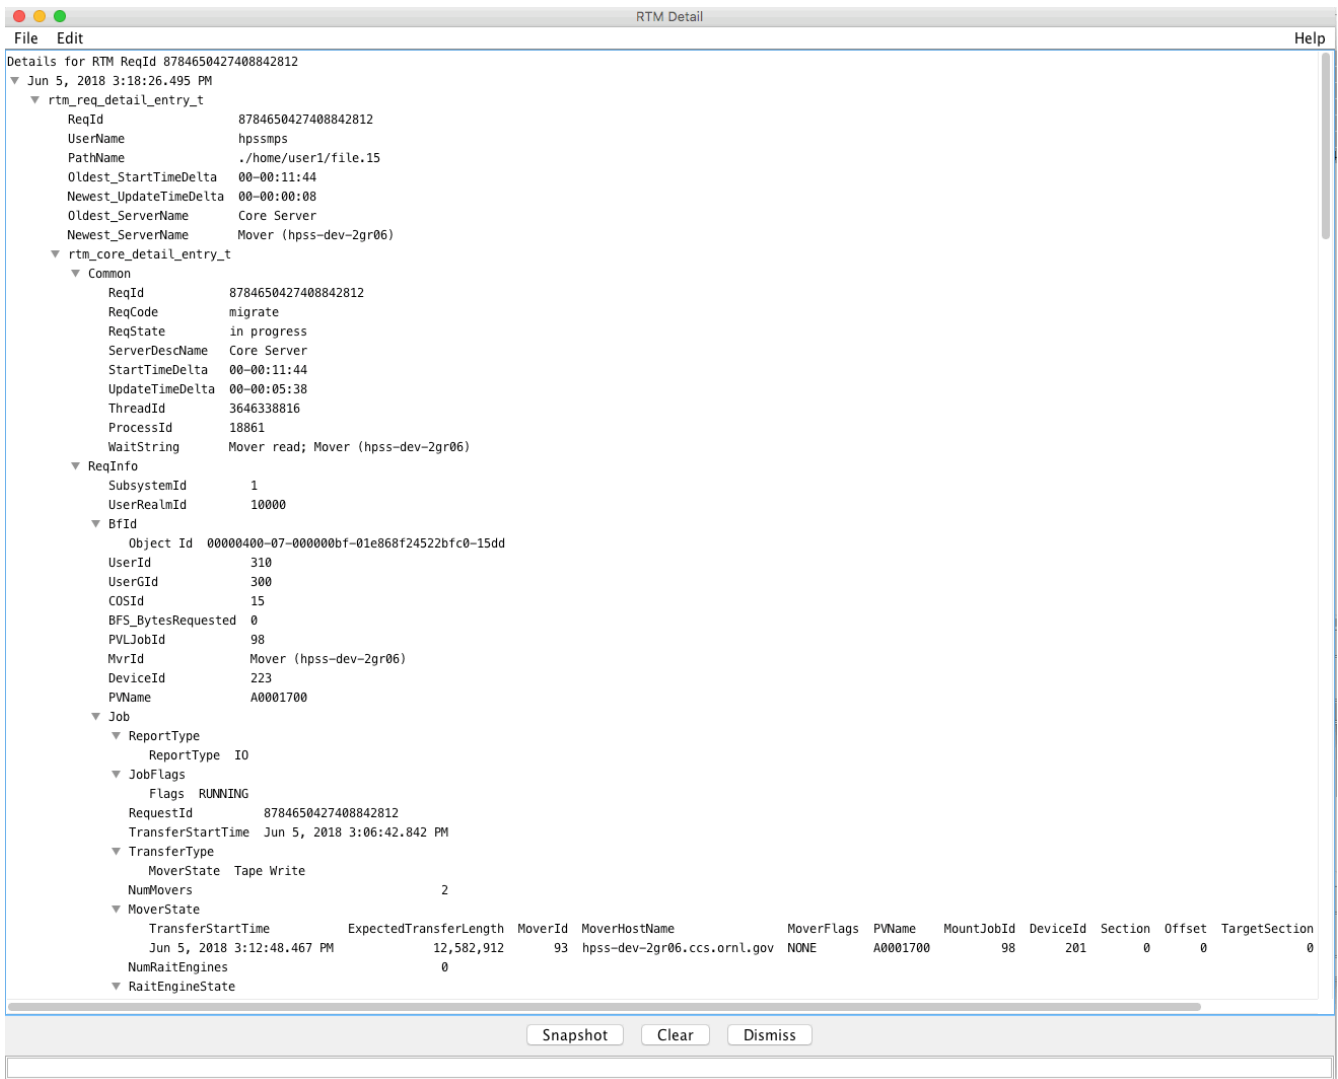 RTM Detail
File Edit Help
Details for RTM ReqId 8784650427408842812
Jun 5, 2018 3:18:26.495 PM
rtm_req_detail_entry_t
ReqId 8784650427408842812
UserName hpssmps
PathName ./home/user1/file.15
Oldest_StartTimeDelta 00-00:11:44
Newest_UpdateTimeDelta 00-00:00:08
Oldest_ServerName Core Server
Newest_ServerName Mover (hpss-dev-2gr06)
rtm_core_detail_entry_t
Common
ReqId 8784650427408842812
ReqCode migrate
ReqState in progress
ServerDescName Core Server
StartTimeDelta 00-00:11:44
UpdateTimeDelta 00-00:05:38
ThreadId 3646338816
ProcessId 18861
WaitString Mover read; Mover (hpss-dev-2gr06)
ReqInfo
SubsystemId 1
UserRealmId 10000
BfId
Object Id 00000400-07-000000bf-01e868f24522bfc0-15dd
UserId 310
UserGId 300
COSId 15
BFS_BytesRequested 0
PVLJobId 98
MvrId Mover (hpss-dev-2gr06)
DeviceId 223
PVName A0001700
Job
ReportType
ReportType IO
JobFlags
Flags RUNNING
RequestId 8784650427408842812
TransferStartTime Jun 5, 2018 3:06:42.842 PM
TransferType
MoverState Tape Write
NumMovers 2
MoverState
TransferStartTime ExpectedTransferLength MoverId MoverHostName MoverFlags PVName MountJobId DeviceId Section Offset TargetSection
Jun 5, 2018 3:12:48.467 PM 12,582,912 93 hpss-dev-2gr06.ccs.ornl.gov NONE A0001700 98 201 0 0 0
NumRaitEngines 0
RaitEngineState
Snapshot Clear Dismiss